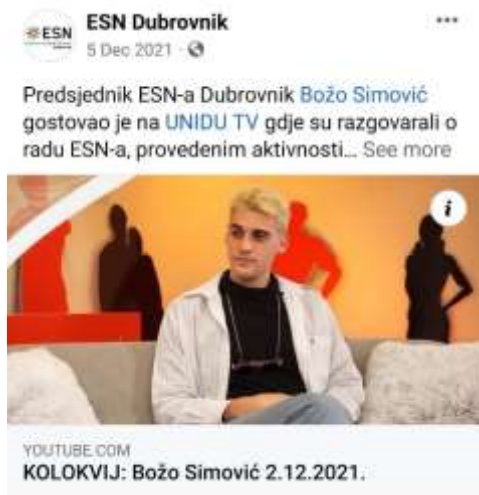 ESN
ESN Dubrovnik
5 Dec 2021
Predsjednik ESN-a Dubrovnik Božo Simović
gostovao je na UNIDU TV gdje su razgovarali o
radu ESN-a, provedenim aktivnosti... See more
i
YOUTUBE.COM
KOLOKVIJ: Božo Simović 2.12.2021.